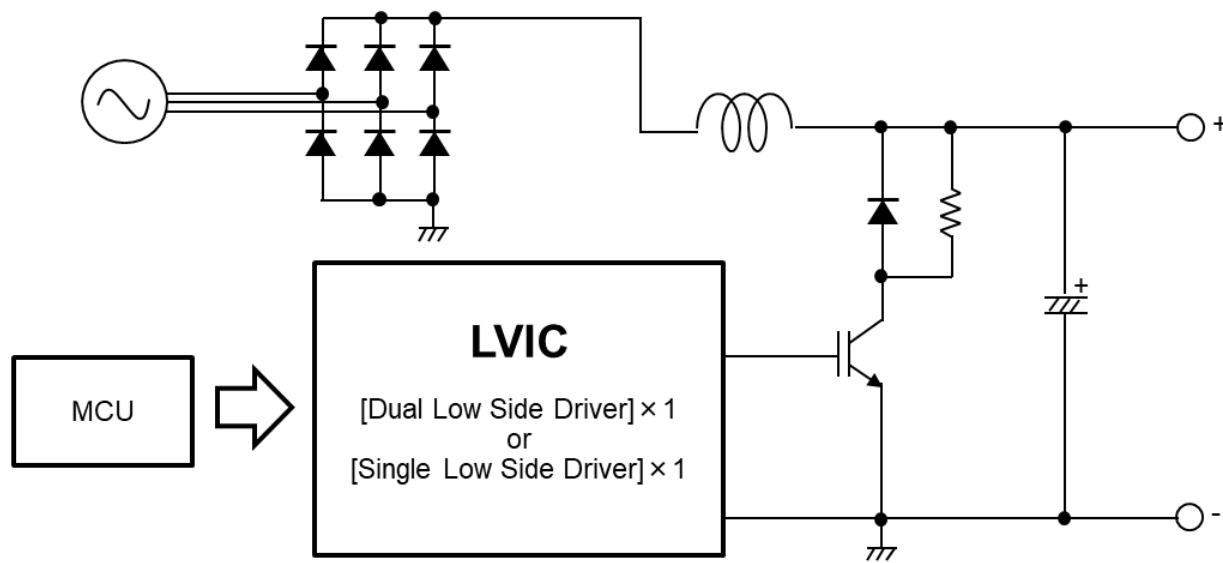 +
+
LVIC
MCU
[Dual Low Side Driver]×1
or
[Single Low Side Driver]×1
-